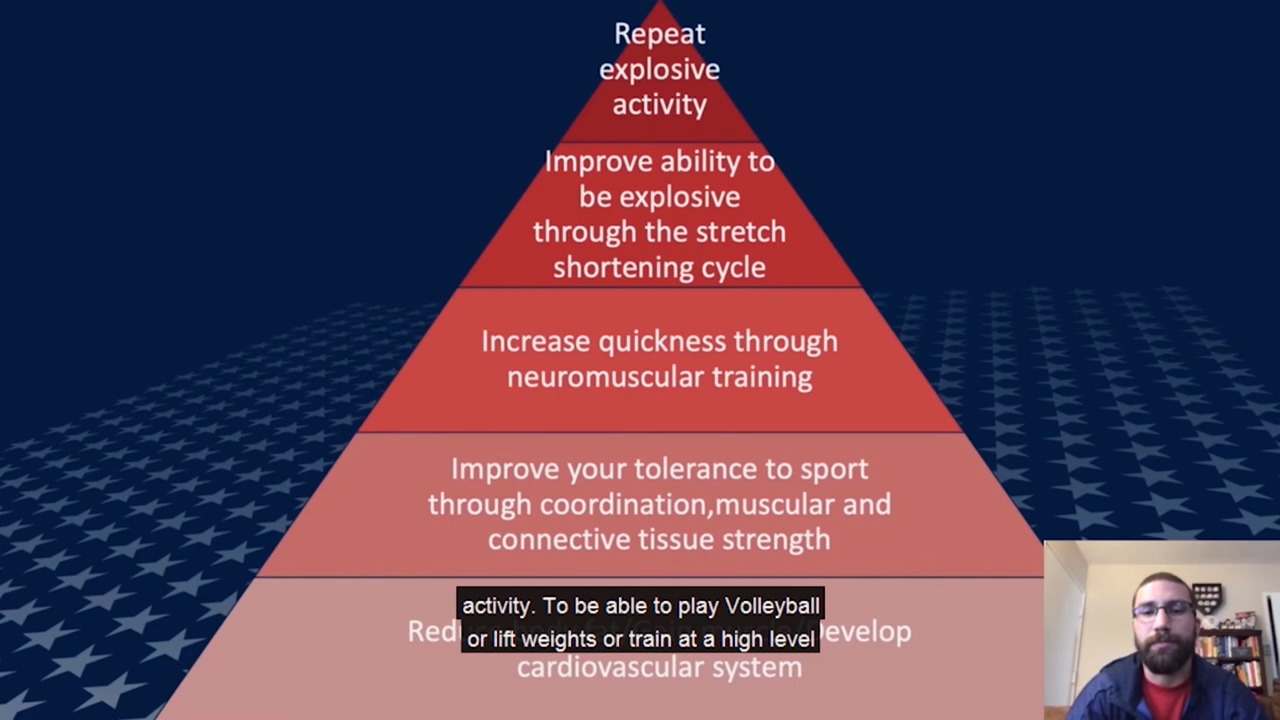 Repeat
explosive
activity
Improve ability to
be explosive
through the stretch
shortening cycle
Increase quickness through
neuromuscular training
Improve your tolerance to sport
through coordination,muscular and
connective tissue strength
activity. To be able to play Volleyball
or lift weights or train at a high level
Develop
cardiovascular system